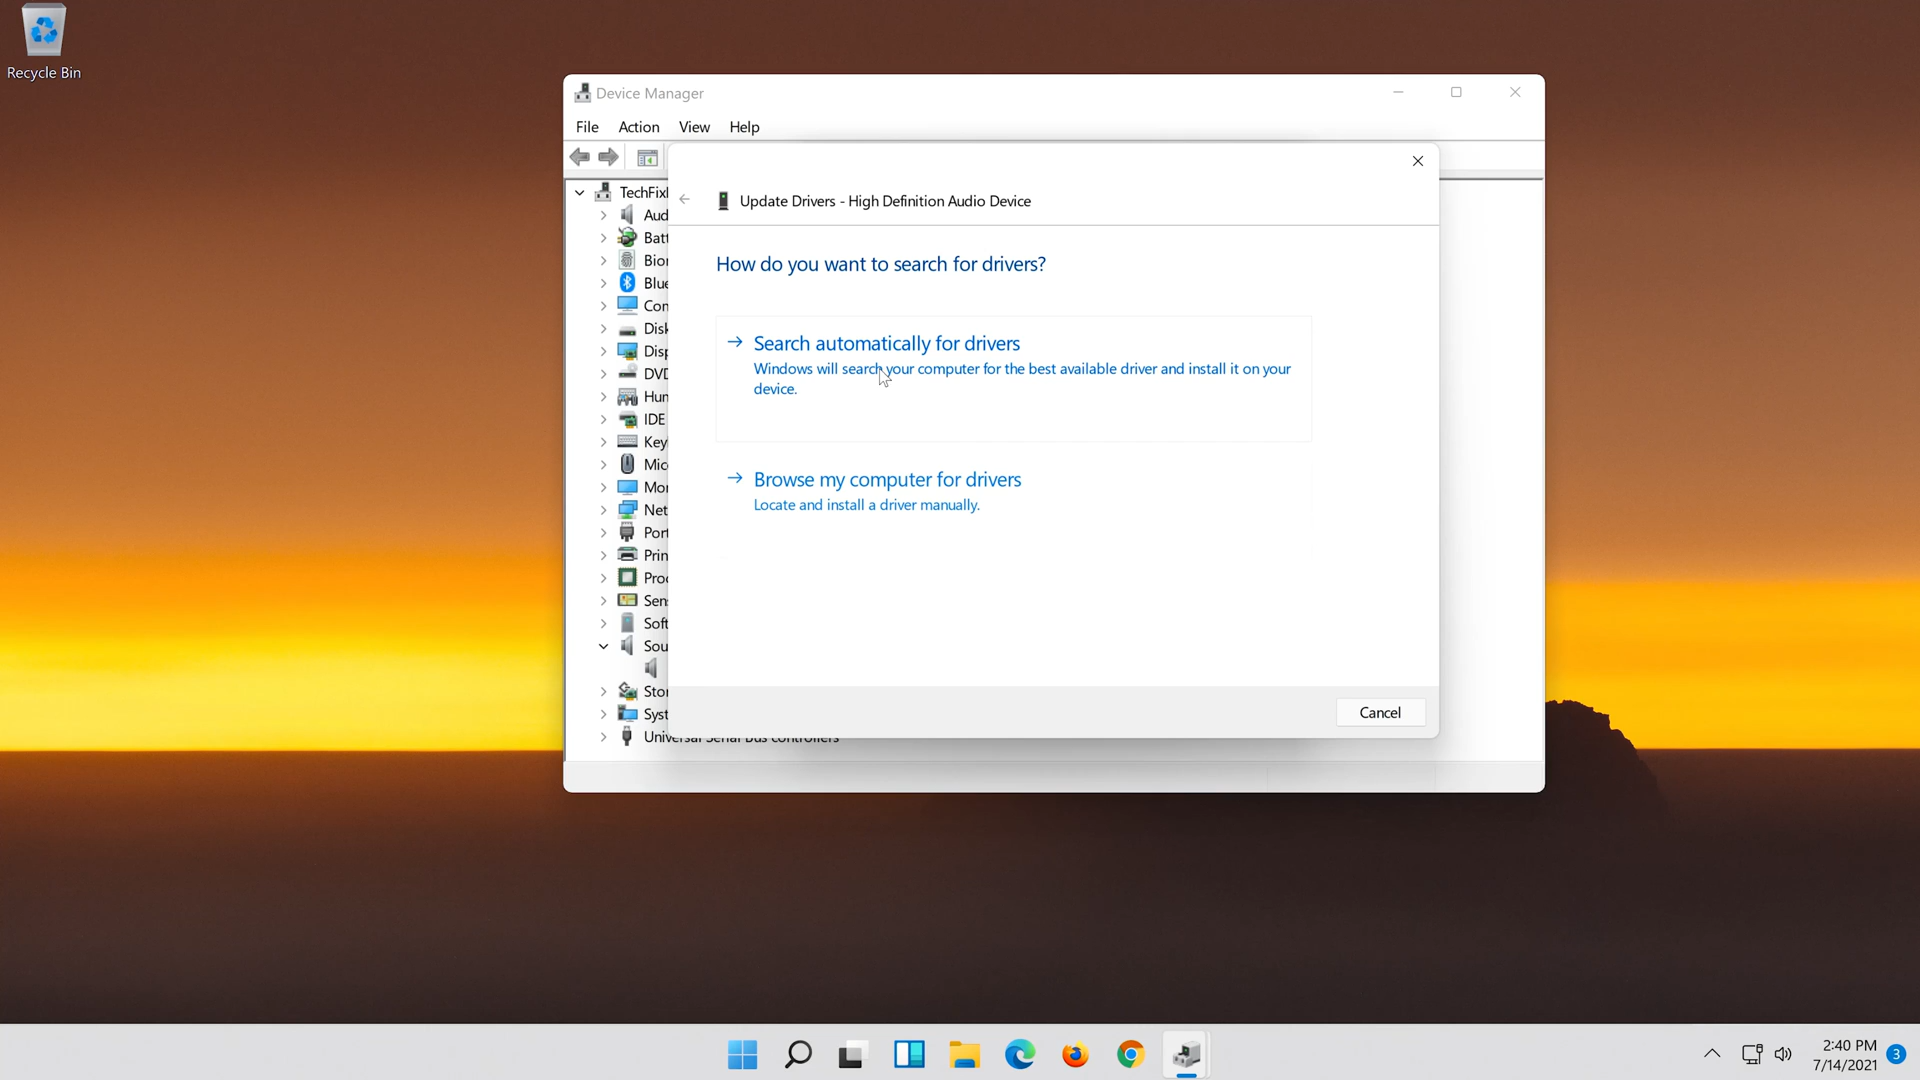 Recycle Bin
Device Manager
File Action View Help
Update Drivers - High Definition Audio Device
How do you want to search for drivers?
Search automatically for drivers
Windows will search your computer for the best available driver and install it on your
device.
Browse my computer for drivers
Locate and install a driver manually.
Cancel
TechFixI
Aud
Batt
Bior
Blue
Con
Disk
Disp
DVD
Hun
IDE
Key
Mic
Mor
Net
Port
Prin
Proc
Sen
Soft
Sou
Stor
Syst
Universal Serial Bus controllers
2:40 PM
7/14/2021
3